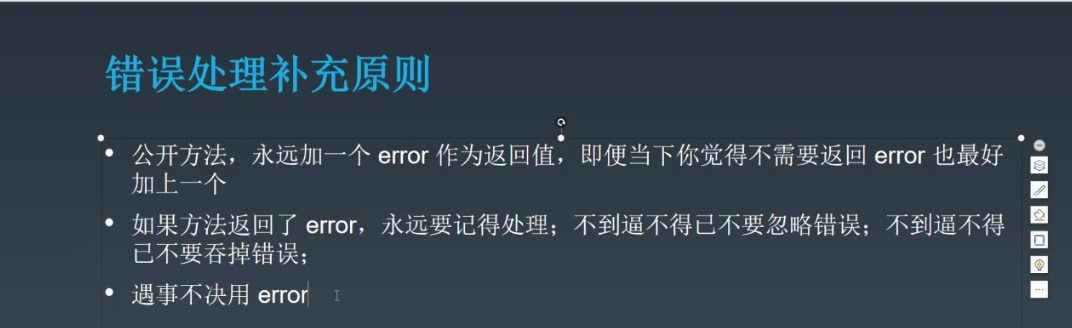 错误处理补充原则
• 公开方法，永远加一个 error 作为返回值，即便当下你觉得不需要返回 error 也最好
加上一个
• 如果方法返回了 error，永远要记得处理；不到逼不得已不要忽略错误；不到逼不得
已不要吞掉错误；
• 遇事不决用 error